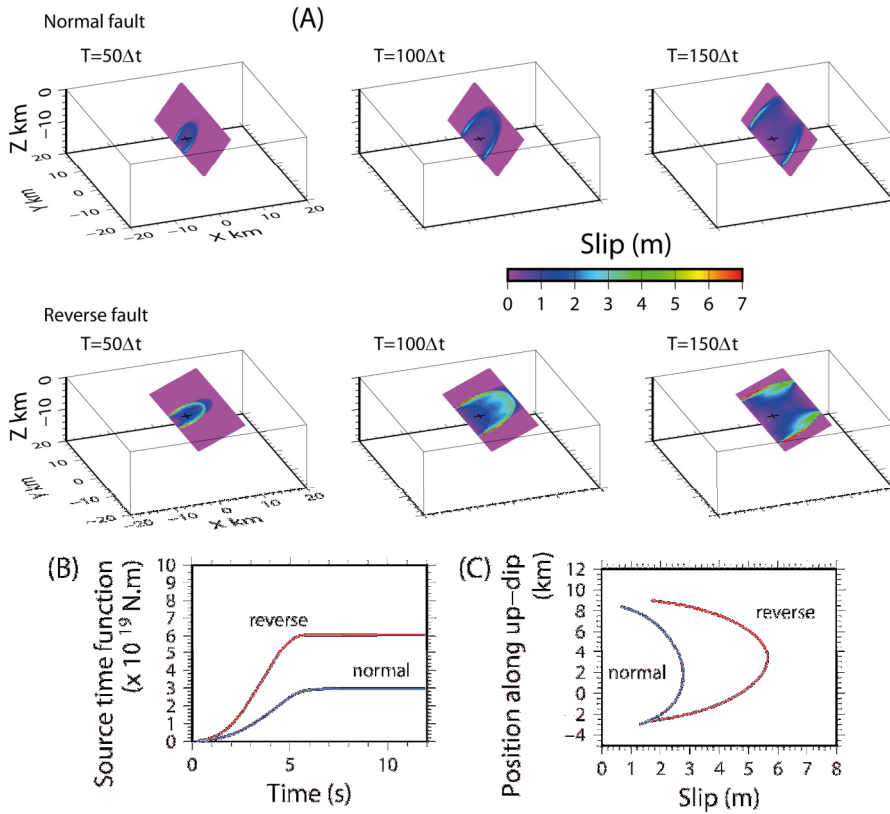 Normal fault
(A)
T=50Δt
T=100Δt
T=150Δt
Z km
0
−10
−20
Y km
20
10
0
−10
−20
−20
−10
0
10
20
X km
Slip (m)
0 1 2 3 4 5 6 7
Reverse fault
T=50Δt
T=100Δt
T=150Δt
Z km
0
−10
−20
Y km
20
10
0
−10
−20
−20
−10
0
10
20
X km
(B)
Source time function
(x 10 19 N.m)
10
9
8
7
6
5
4
3
2
1
0
reverse
normal
0 5 10
Time (s)
(C)
Position along up−dip
(km)
12
10
8
6
4
2
0
−2
−4
reverse
normal
0 1 2 3 4 5 6 7 8
Slip (m)